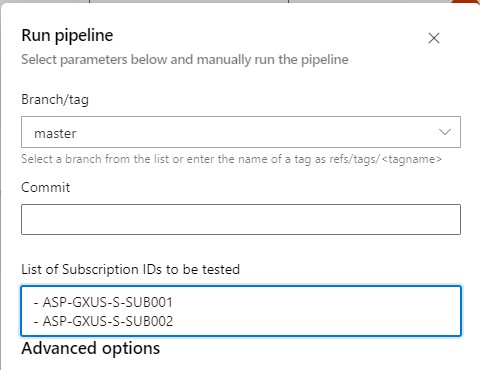 Run pipeline
Select parameters below and manually run the pipeline
Branch/tag
master
Select a branch from the list or enter the name of a tag as refs/tags/<tagname>
Commit
List of Subscription IDs to be tested
- ASP-GXUS-S-SUB001
- ASP-GXUS-S-SUB002
Advanced options